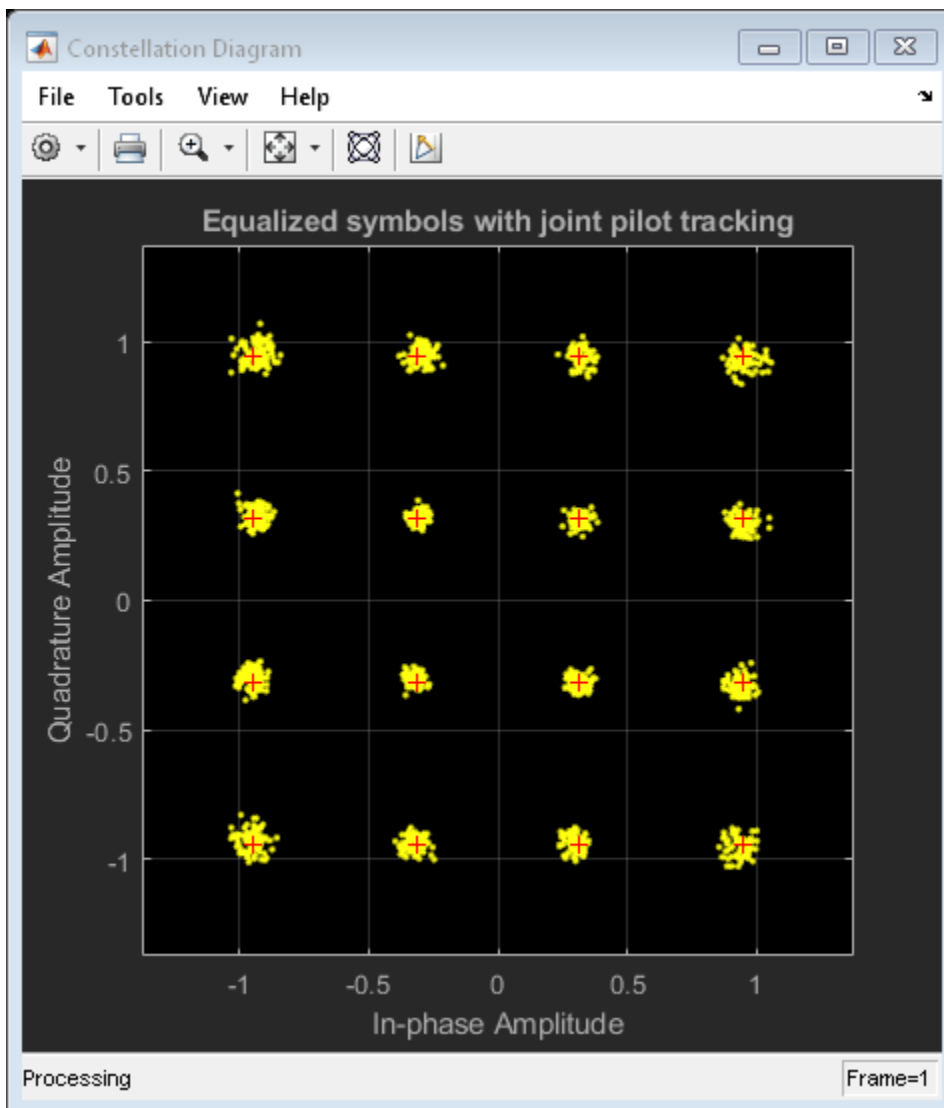 Constellation Diagram
File Tools View Help
Equalized symbols with joint pilot tracking
Quadrature Amplitude
1
0.5
0
-0.5
-1
-1 -0.5 0 0.5 1
In-phase Amplitude
Processing Frame=1